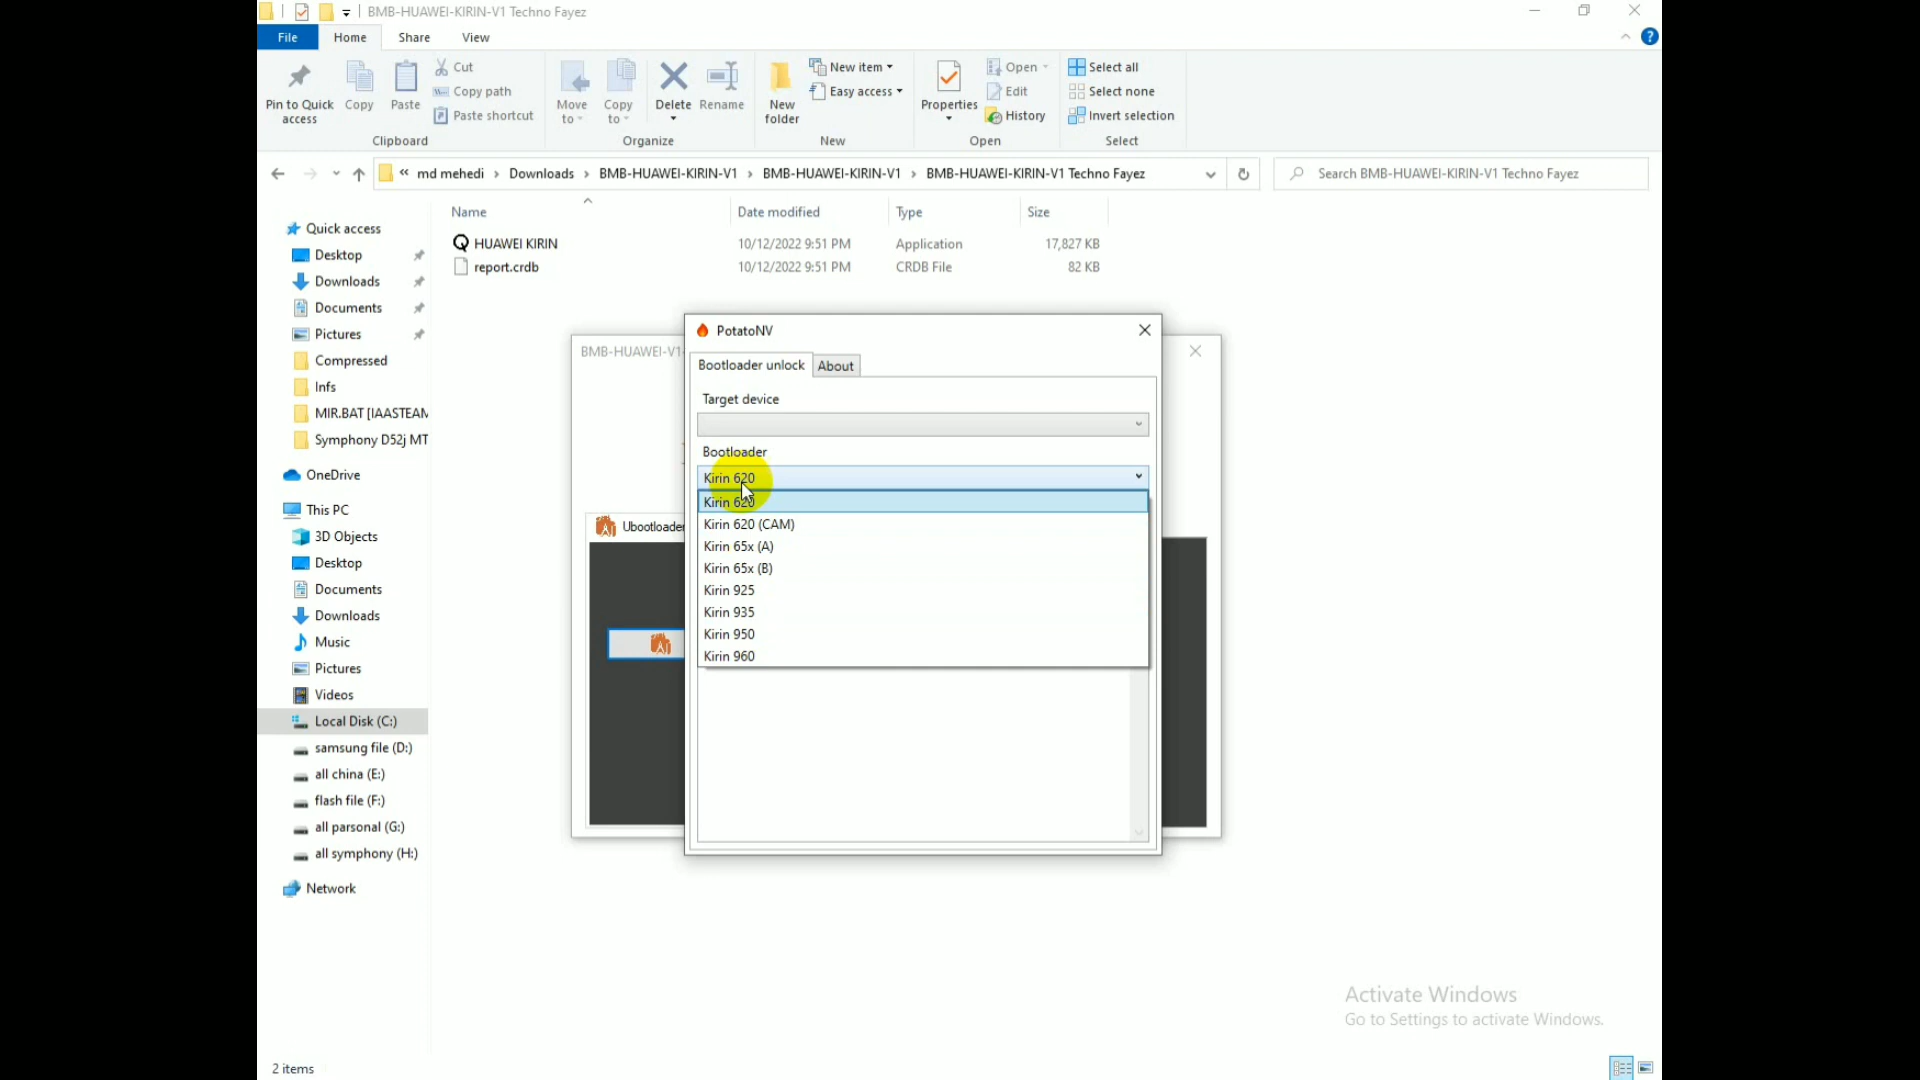 BMB-HUAWEI-KIRIN-V1 Techno Fayez
File Home Share View
Pin to Quick access
Copy
Paste
Cut
Copy path
Paste shortcut
Clipboard
Move to
Copy to
Delete
Rename
Organize
New folder
New item
Easy access
New
Properties
Open
Edit
History
Open
Select all
Select none
Invert selection
Select
« md mehedi › Downloads › BMB-HUAWEI-KIRIN-V1 › BMB-HUAWEI-KIRIN-V1 › BMB-HUAWEI-KIRIN-V1 Techno Fayez
Search BMB-HUAWEI-KIRIN-V1 Techno Fayez
Name Date modified Type Size
HUAWEI KIRIN 10/12/2022 9:51 PM Application 17,827 KB
report.crdb 10/12/2022 9:51 PM CRDB File 82 KB
Quick access
Desktop
Downloads
Documents
Pictures
Compressed
Infs
MIR.BAT [IAASTEAM
Symphony D52j MT
OneDrive
This PC
3D Objects
Desktop
Documents
Downloads
Music
Pictures
Videos
Local Disk (C:)
samsung file (D:)
all china (E:)
flash file (F:)
all parsonal (G:)
all symphony (H:)
Network
BMB-HUAWEI-V1-
Ubootloader
PotatoNV
Bootloader unlock About
Target device
Bootloader
Kirin 620
Kirin 620
Kirin 620 (CAM)
Kirin 65x (A)
Kirin 65x (B)
Kirin 925
Kirin 935
Kirin 950
Kirin 960
Activate Windows
Go to Settings to activate Windows.
2 items